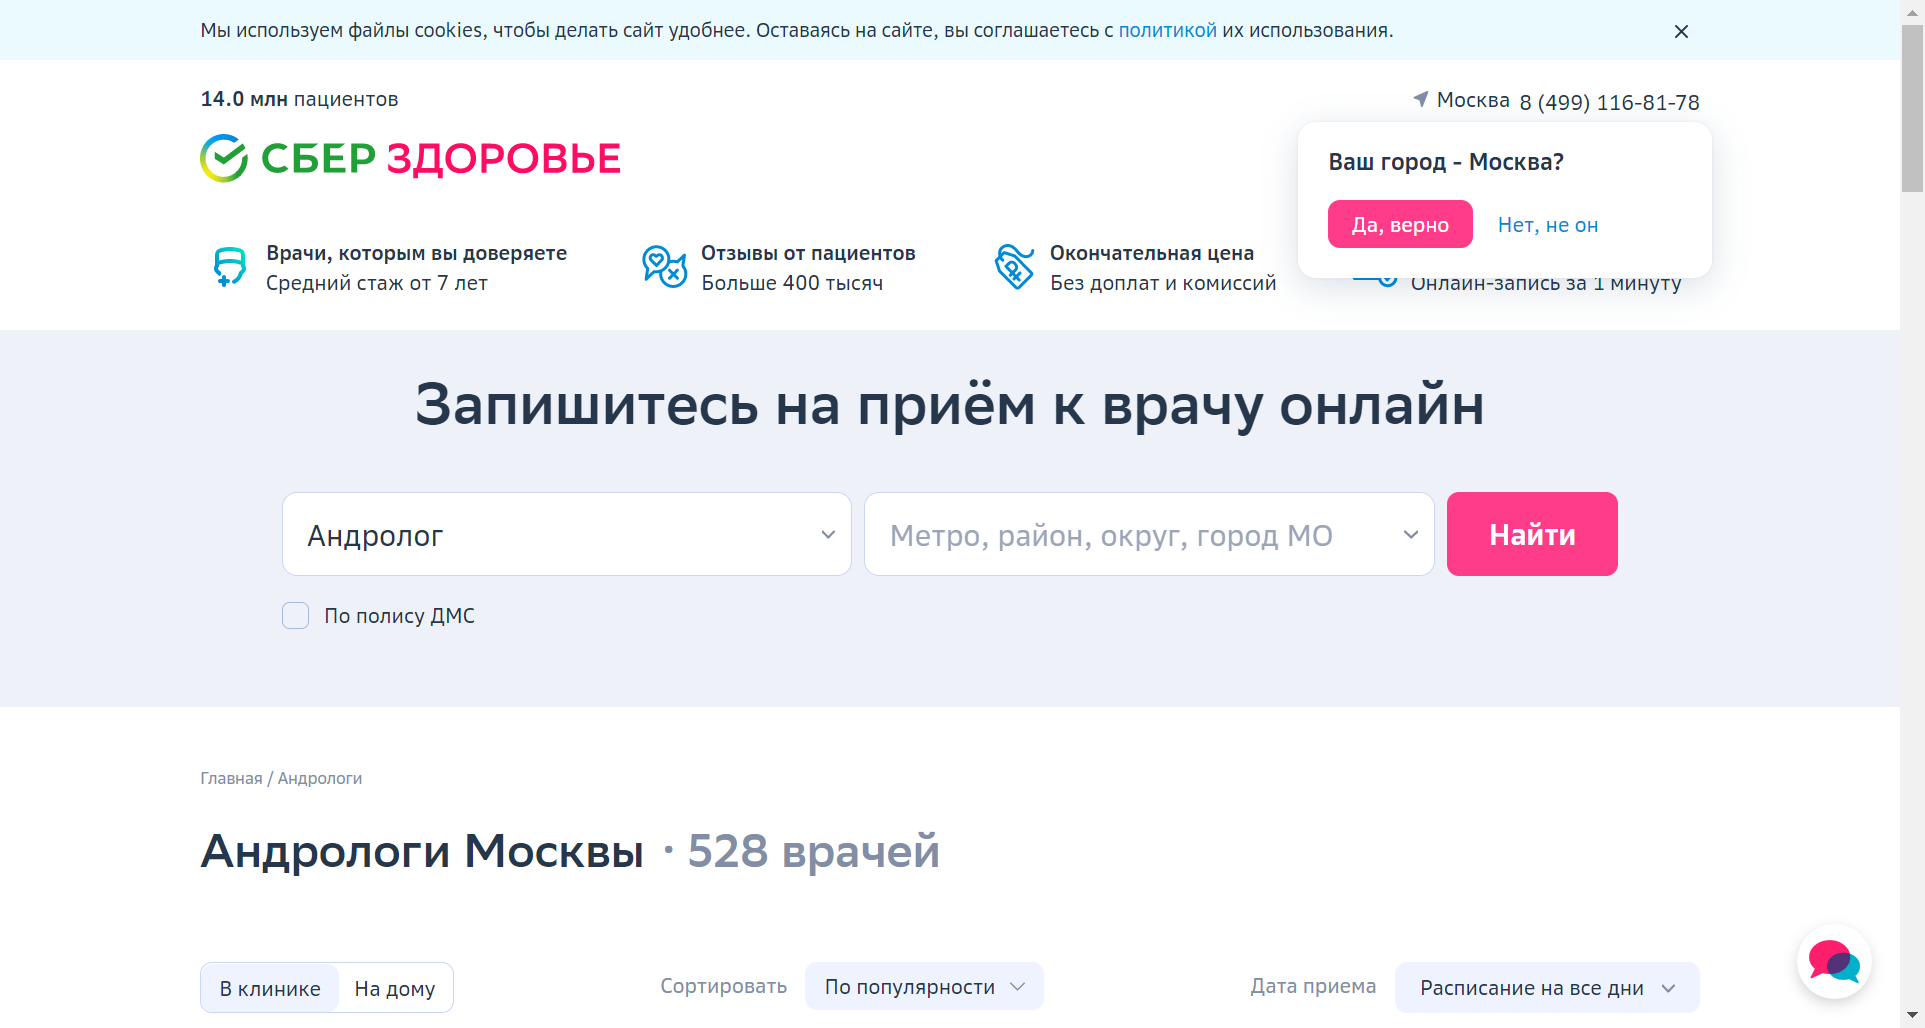 Мы используем файлы cookies, чтобы делать сайт удобнее. Оставаясь на сайте, вы соглашаетесь с политикой их использования.
14.0 млн пациентов
Москва 8 (499) 116-81-78
СБЕР ЗДОРОВЬЕ
Ваш город - Москва?
Да, верно
Нет, не он
Врачи, которым вы доверяете
Средний стаж от 7 лет
Отзывы от пациентов
Больше 400 тысяч
Окончательная цена
Без доплат и комиссий
Онлайн-запись за 1 минуту
Запишитесь на приём к врачу онлайн
Андролог
Метро, район, округ, город МО
Найти
По полису ДМС
Главная / Андрологи
Андрологи Москвы · 528 врачей
В клинике
На дому
Сортировать
По популярности
Дата приема
Расписание на все дни